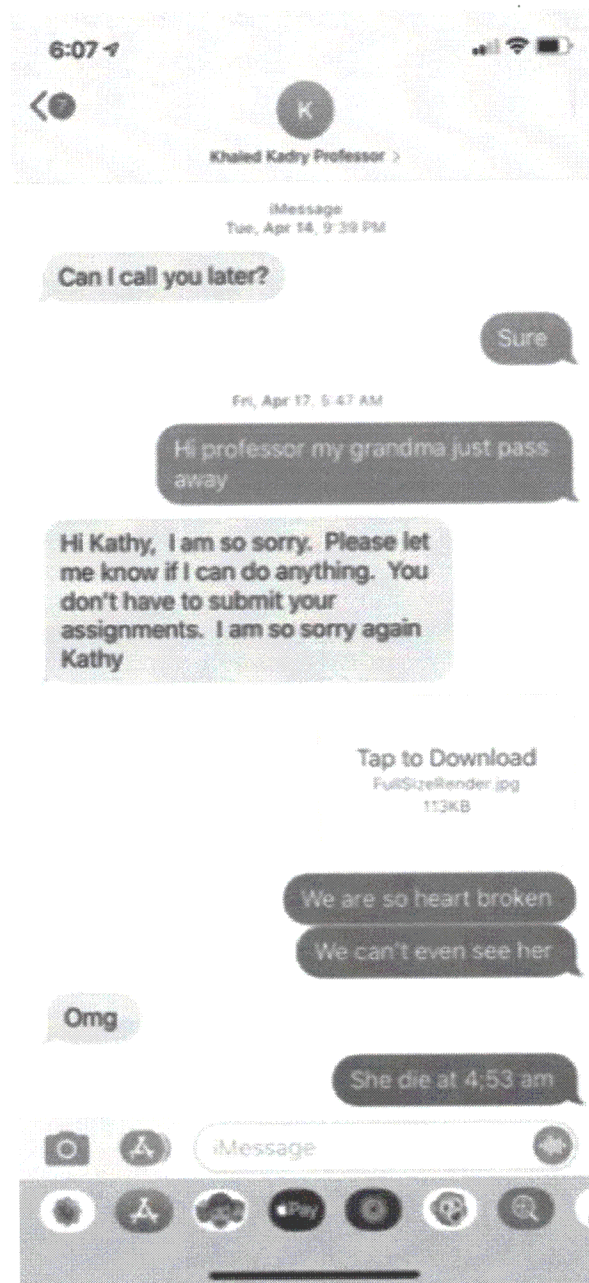 6:07
7
K
Khaled Kadry Professor >
iMessage
Tue, Apr 14, 9:39 PM
Can I call you later?
Sure
Fri, Apr 17, 5:47 AM
Hi professor my grandma just pass
away
Hi Kathy,  I am so sorry.  Please let
me know if I can do anything.  You
don't have to submit your
assignments.  I am so sorry again
Kathy
Tap to Download
FullSizeRender.jpg
113KB
We are so heart broken
We can't even see her
Omg
She die at 4;53 am
iMessage
Pay